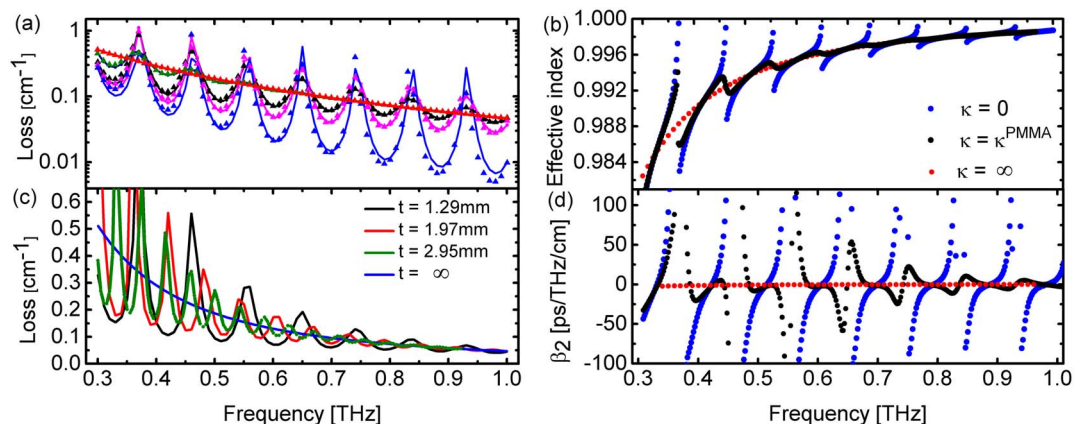 (a)
Loss [cm⁻¹]
1
0.1
0.01
(c)
Loss [cm⁻¹]
0.6
0.5
0.4
0.3
0.2
0.1
0.0
t = 1.29mm
t = 1.97mm
t = 2.95mm
t = ∞
0.3 0.4 0.5 0.6 0.7 0.8 0.9 1.0
Frequency [THz]
(b)
Effective index
1.000
0.996
0.992
0.988
0.984
κ = 0
κ = κ^PMMA
κ = ∞
(d)
β2 [ps/THz/cm]
100
50
0
-50
-100
0.3 0.4 0.5 0.6 0.7 0.8 0.9 1.0
Frequency [THz]